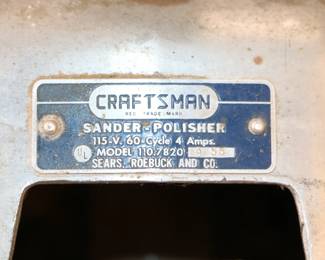 CRAFTSMAN
REG. TRADE MARK
SANDER-POLISHER
115-V. 60-Cycle 4 Amps.
MODEL 110.7820
SEARS, ROEBUCK AND CO.